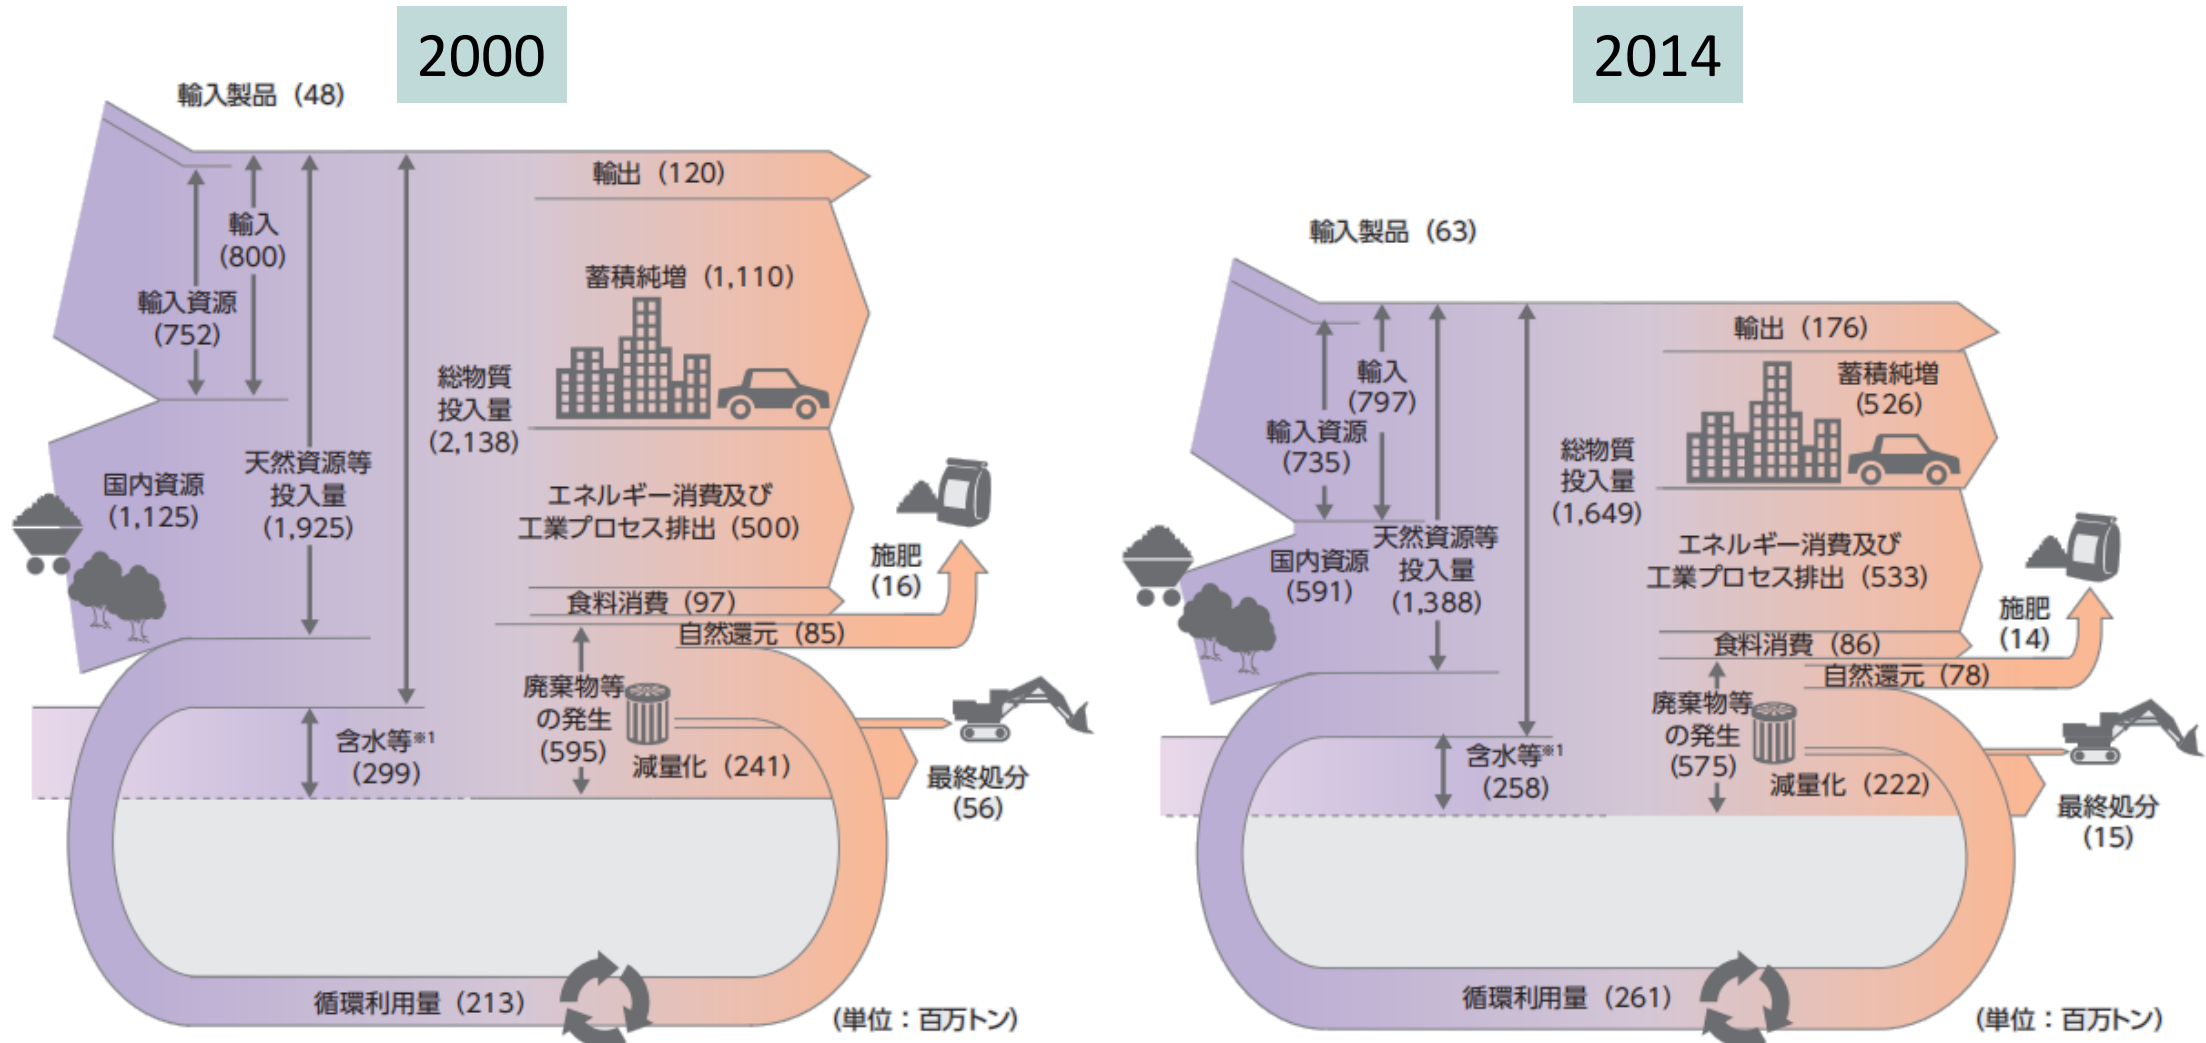 2000
輸入製品（48）
輸出（120）
輸入
(800)
蓄積純増（1,110）
輸入資源
(752)
総物質
投入量
(2,138)
天然資源等
投入量
(1,925)
国内資源
(1,125)
エネルギー消費及び
工業プロセス排出（500）
施肥
(16)
食料消費（97）
自然還元（85）
廃棄物等
の発生
(595)
含水等※1
(299)
減量化（241）
最終処分
(56)
循環利用量（213）
（単位：百万トン）
2014
輸入製品（63）
輸出（176）
輸入
(797)
蓄積純増
(526)
輸入資源
(735)
総物質
投入量
(1,649)
天然資源等
投入量
(1,388)
国内資源
(591)
エネルギー消費及び
工業プロセス排出（533）
施肥
(14)
食料消費（86）
自然還元（78）
廃棄物等
の発生
(575)
含水等※1
(258)
減量化（222）
最終処分
(15)
循環利用量（261）
（単位：百万トン）